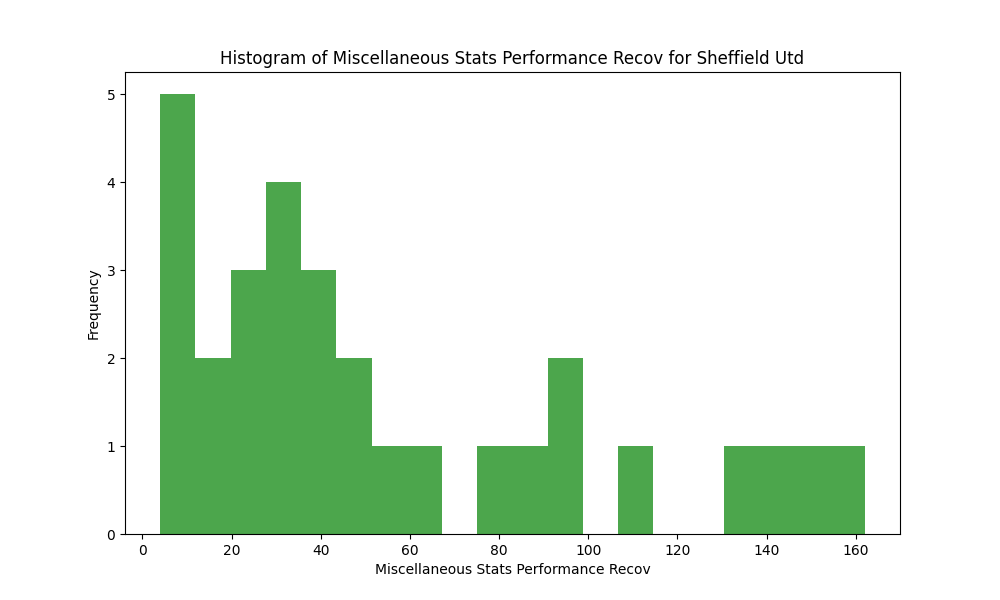 Histogram of Miscellaneous Stats Performance Recov for Sheffield Utd
5
4
3
2
1
0
Frequency
0 20 40 60 80 100 120 140 160
Miscellaneous Stats Performance Recov